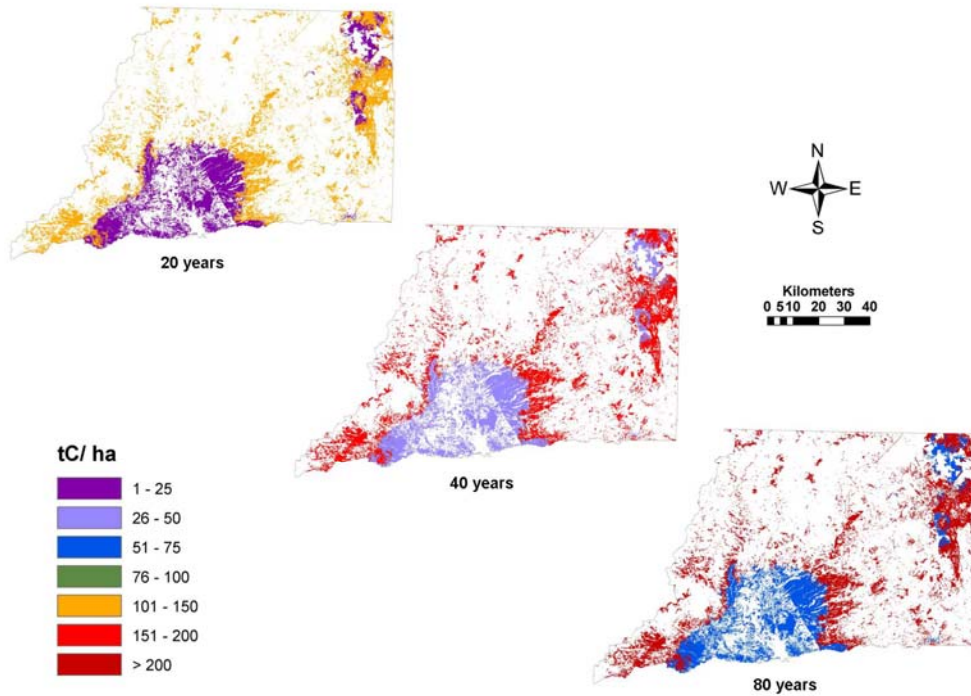 20 years
N
W E
S
Kilometers
0 5 10 20 30 40
40 years
tC/ ha
1 - 25
26 - 50
51 - 75
76 - 100
101 - 150
151 - 200
> 200
80 years